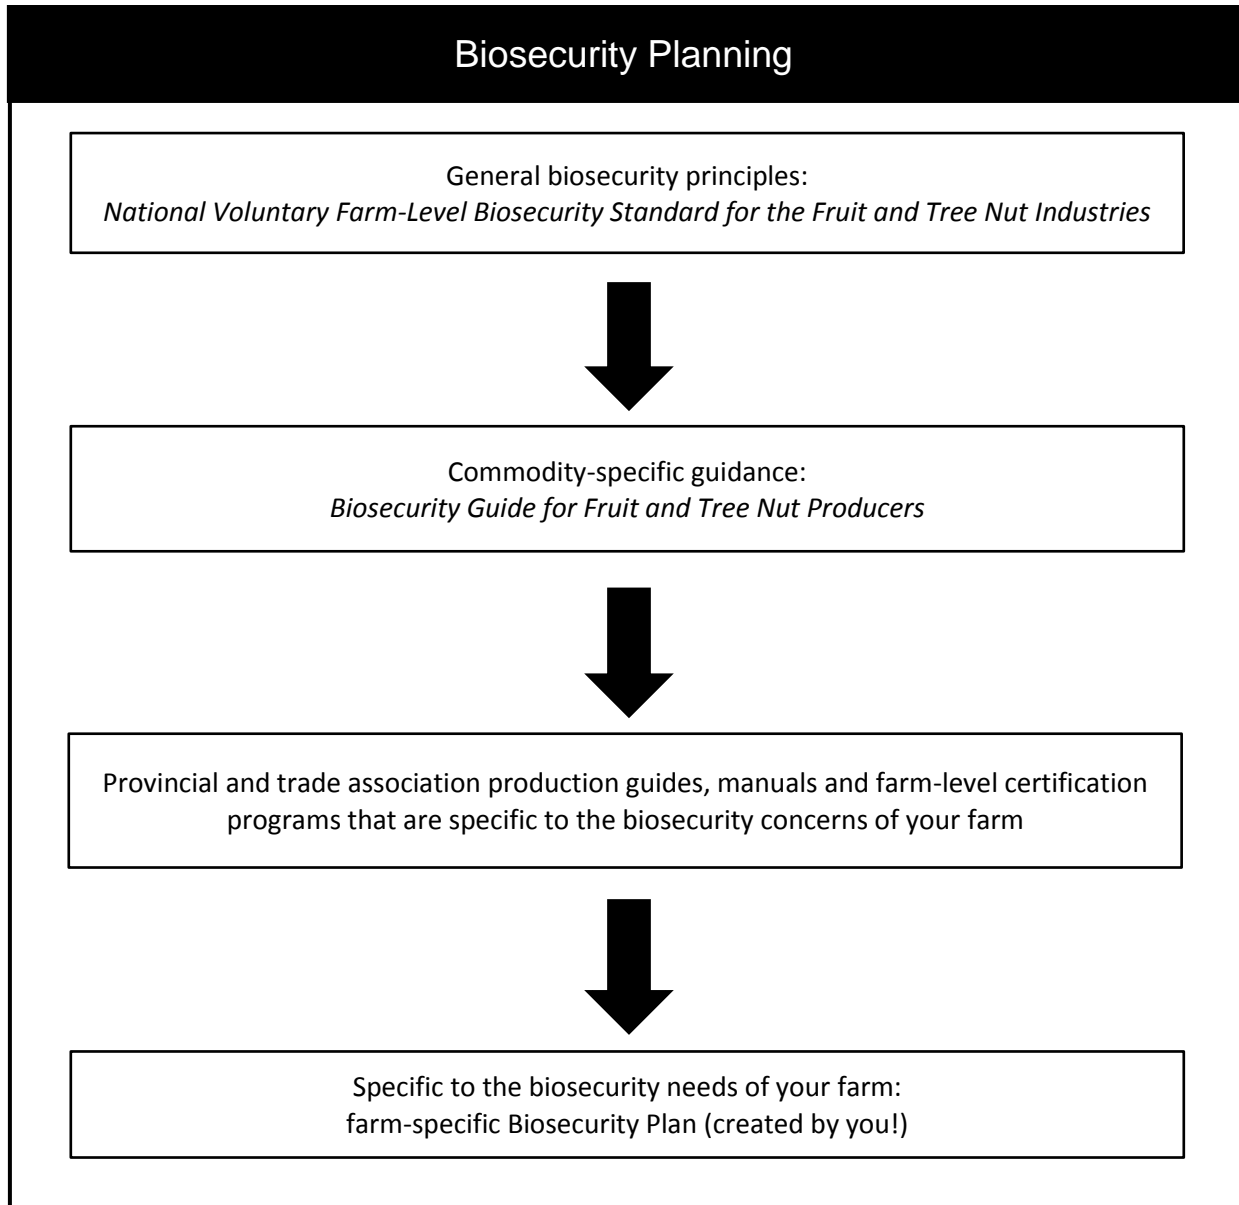 Biosecurity Planning
General biosecurity principles:
National Voluntary Farm-Level Biosecurity Standard for the Fruit and Tree Nut Industries
Commodity-specific guidance:
Biosecurity Guide for Fruit and Tree Nut Producers
Provincial and trade association production guides, manuals and farm-level certification
programs that are specific to the biosecurity concerns of your farm
Specific to the biosecurity needs of your farm:
farm-specific Biosecurity Plan (created by you!)